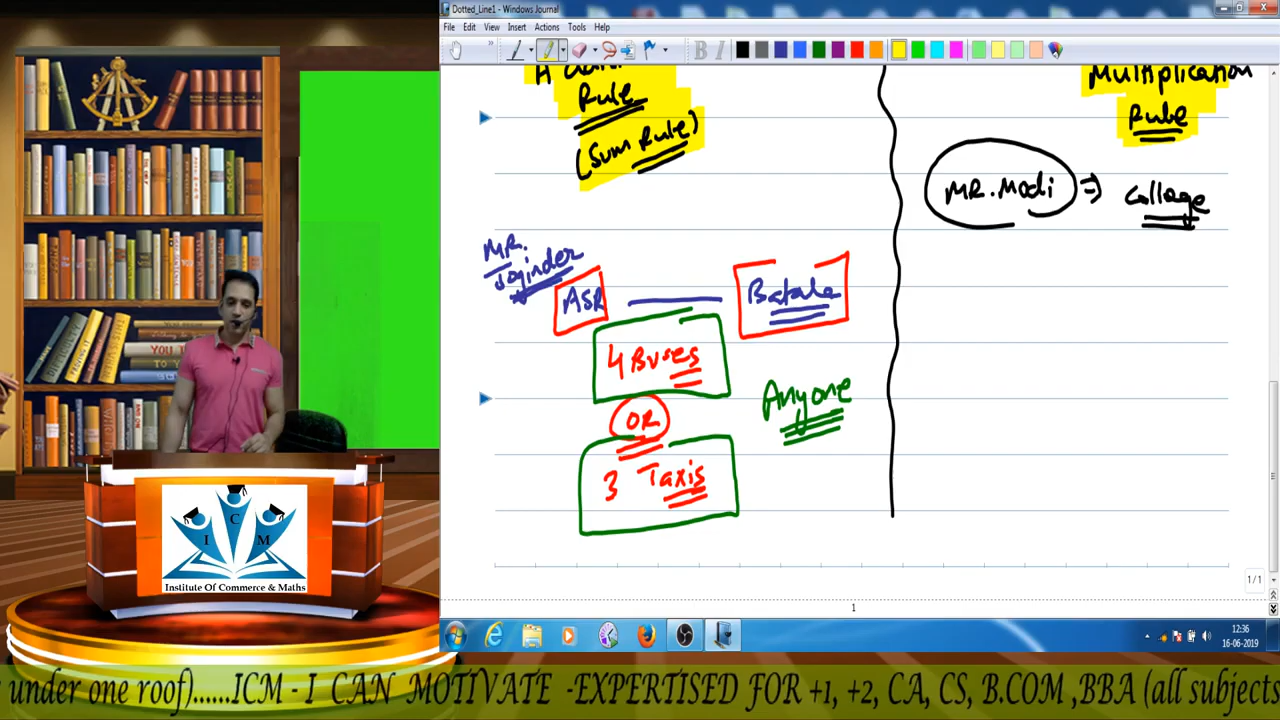 Dotted_Line1 - Windows Journal
File Edit View Insert Actions Tools Help
Rule
(Sum Rule)
MR.
Joginder
ASR
Batala
4 Buses
OR
3 Taxis
Anyone
Multiplication
Rule
MR. Modi ⇒ College
1/1
1
12:36
16-06-2019
YOU
TO
I C M
Institute Of Commerce & Maths
under one roof)......ICM - I CAN MOTIVATE -EXPERTISED FOR +1, +2, CA, CS, B.COM ,BBA (all subjects